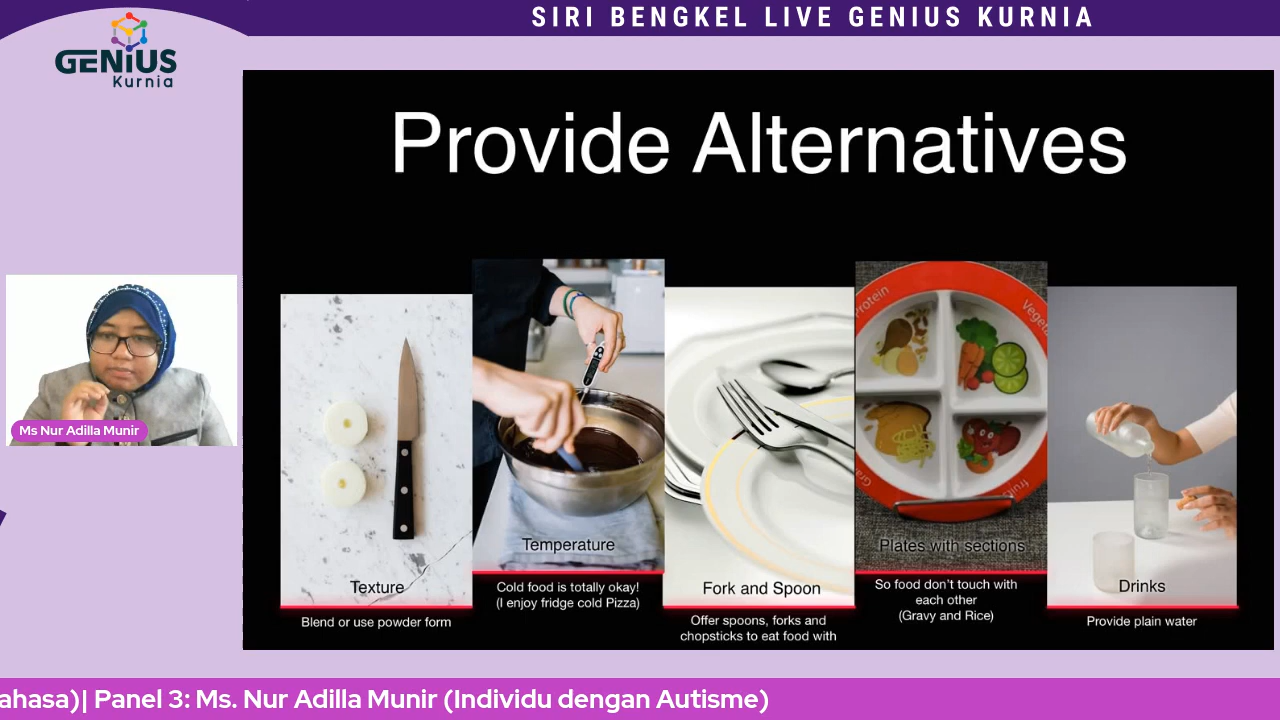 SIRI BENGKEL LIVE GENIUS KURNIA
GENIUS
Kurnia
Provide Alternatives
Protein
Fruit
Texture
Blend or use powder form
Temperature
Cold food is totally okay!
(I enjoy fridge cold Pizza)
Fork and Spoon
Offer spoons, forks and
chopsticks to eat food with
Plates with sections
So food don't touch with
each other
(Gravy and Rice)
Drinks
Provide plain water
Ms Nur Adilla Munir
ahasa)| Panel 3: Ms. Nur Adilla Munir (Individu dengan Autisme)